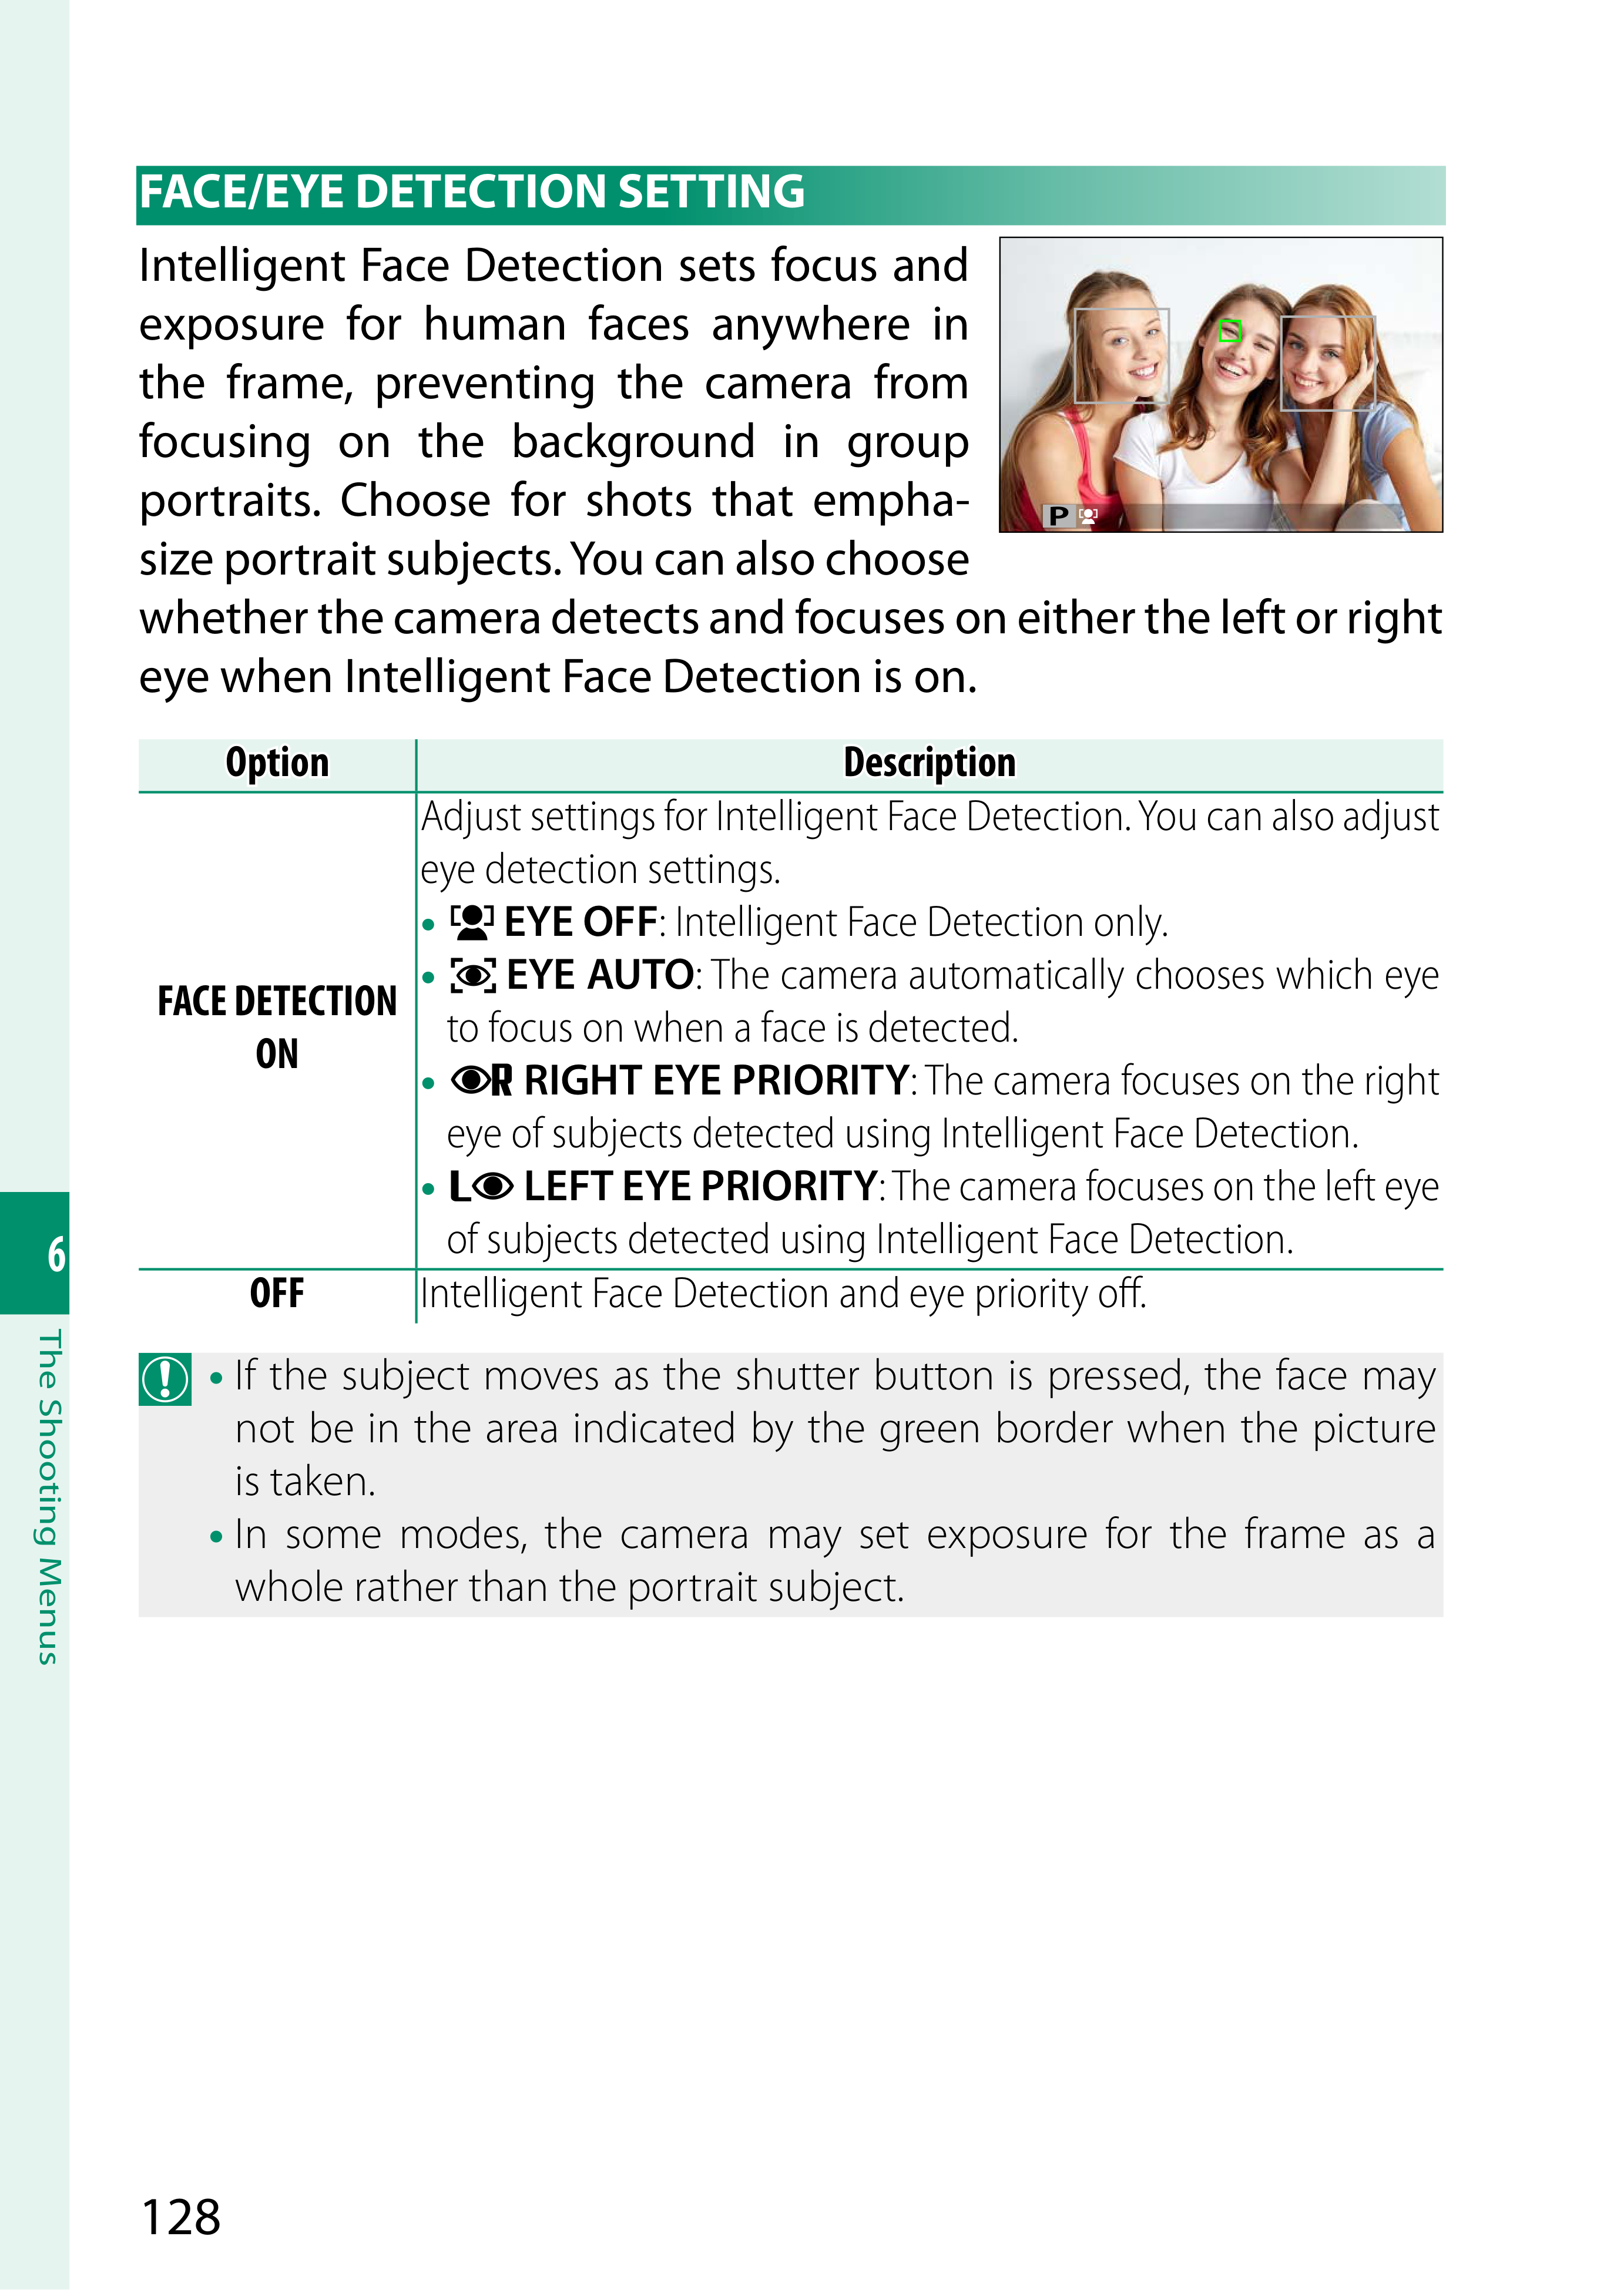 FACE/EYE DETECTION SETTING
Intelligent Face Detection sets focus and
exposure for human faces anywhere in
the frame, preventing the camera from
focusing on the background in group
portraits. Choose for shots that empha-
size portrait subjects. You can also choose
whether the camera detects and focuses on either the left or right
eye when Intelligent Face Detection is on.
P
Option
Description
FACE DETECTION
ON
Adjust settings for Intelligent Face Detection. You can also adjust
eye detection settings.
• EYE OFF: Intelligent Face Detection only.
• EYE AUTO: The camera automatically chooses which eye
to focus on when a face is detected.
• R RIGHT EYE PRIORITY: The camera focuses on the right
eye of subjects detected using Intelligent Face Detection.
• L LEFT EYE PRIORITY: The camera focuses on the left eye
of subjects detected using Intelligent Face Detection.
OFF
Intelligent Face Detection and eye priority off.
• If the subject moves as the shutter button is pressed, the face may
not be in the area indicated by the green border when the picture
is taken.
• In some modes, the camera may set exposure for the frame as a
whole rather than the portrait subject.
6
The Shooting Menus
128